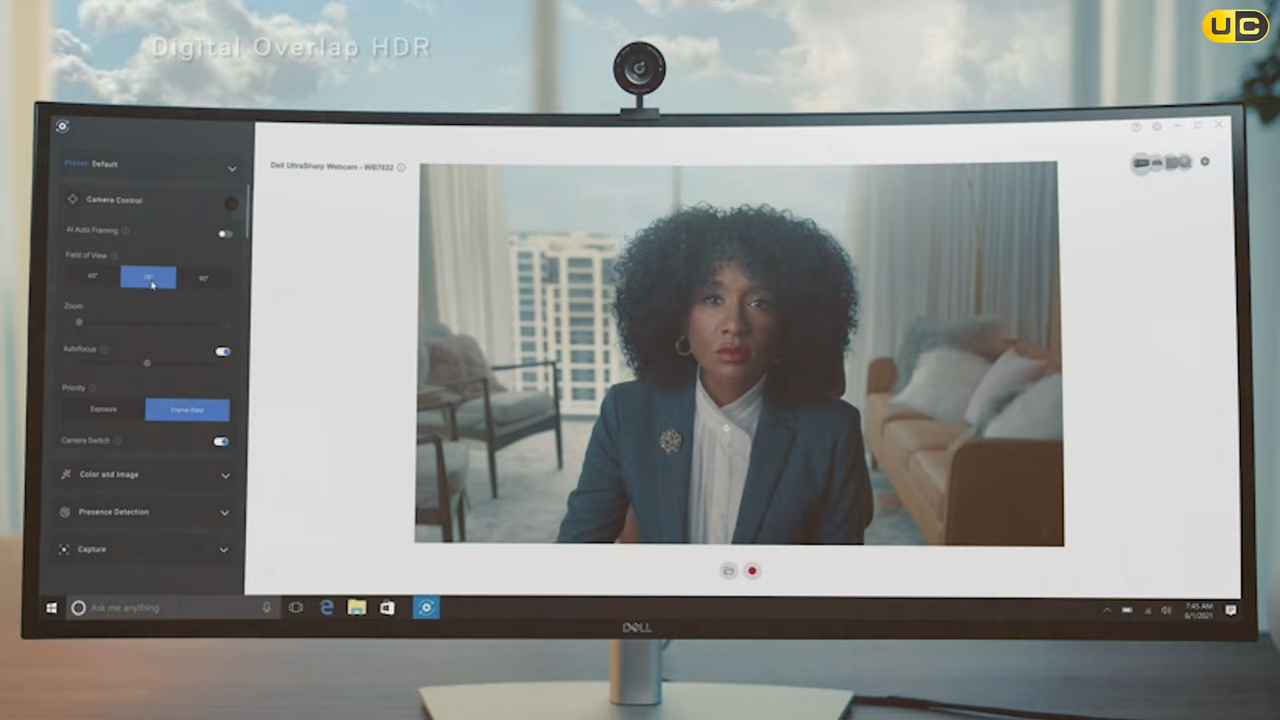 UC
Digital Overlap HDR
Preset: Default
Dell UltraSharp Webcam - WB7022
Camera Control
AI Auto Framing
Field of View
65° 78° 90°
Zoom
Autofocus
Priority
Exposure Frame Rate
Camera Switch
Color and Image
Presence Detection
Capture
Ask me anything
7:45 AM
6/1/2021
DELL